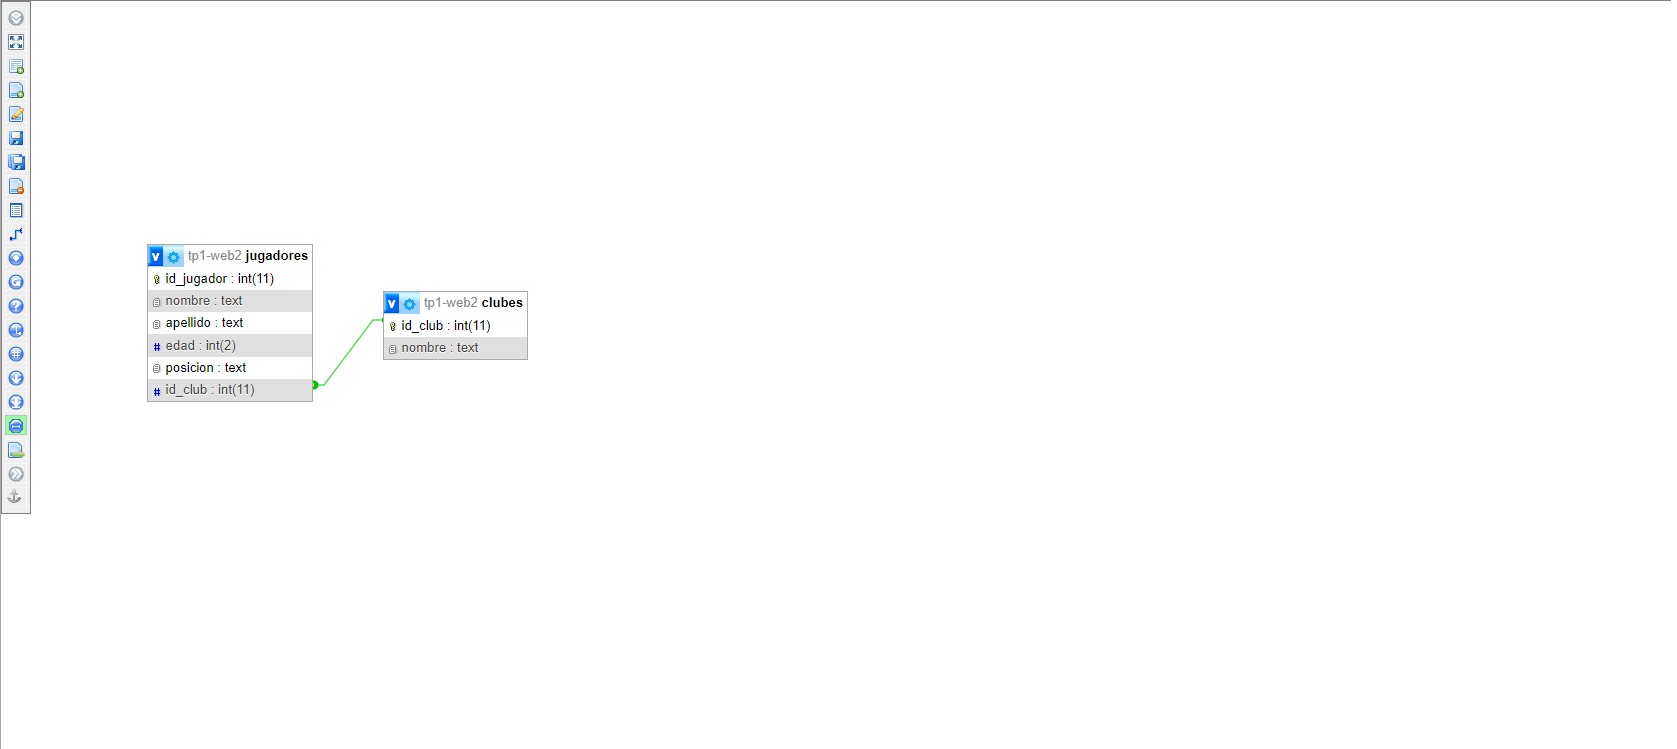 v tp1-web2 jugadores
id_jugador : int(11)
nombre : text
apellido : text
# edad : int(2)
posicion : text
# id_club : int(11)
v tp1-web2 clubes
id_club : int(11)
nombre : text